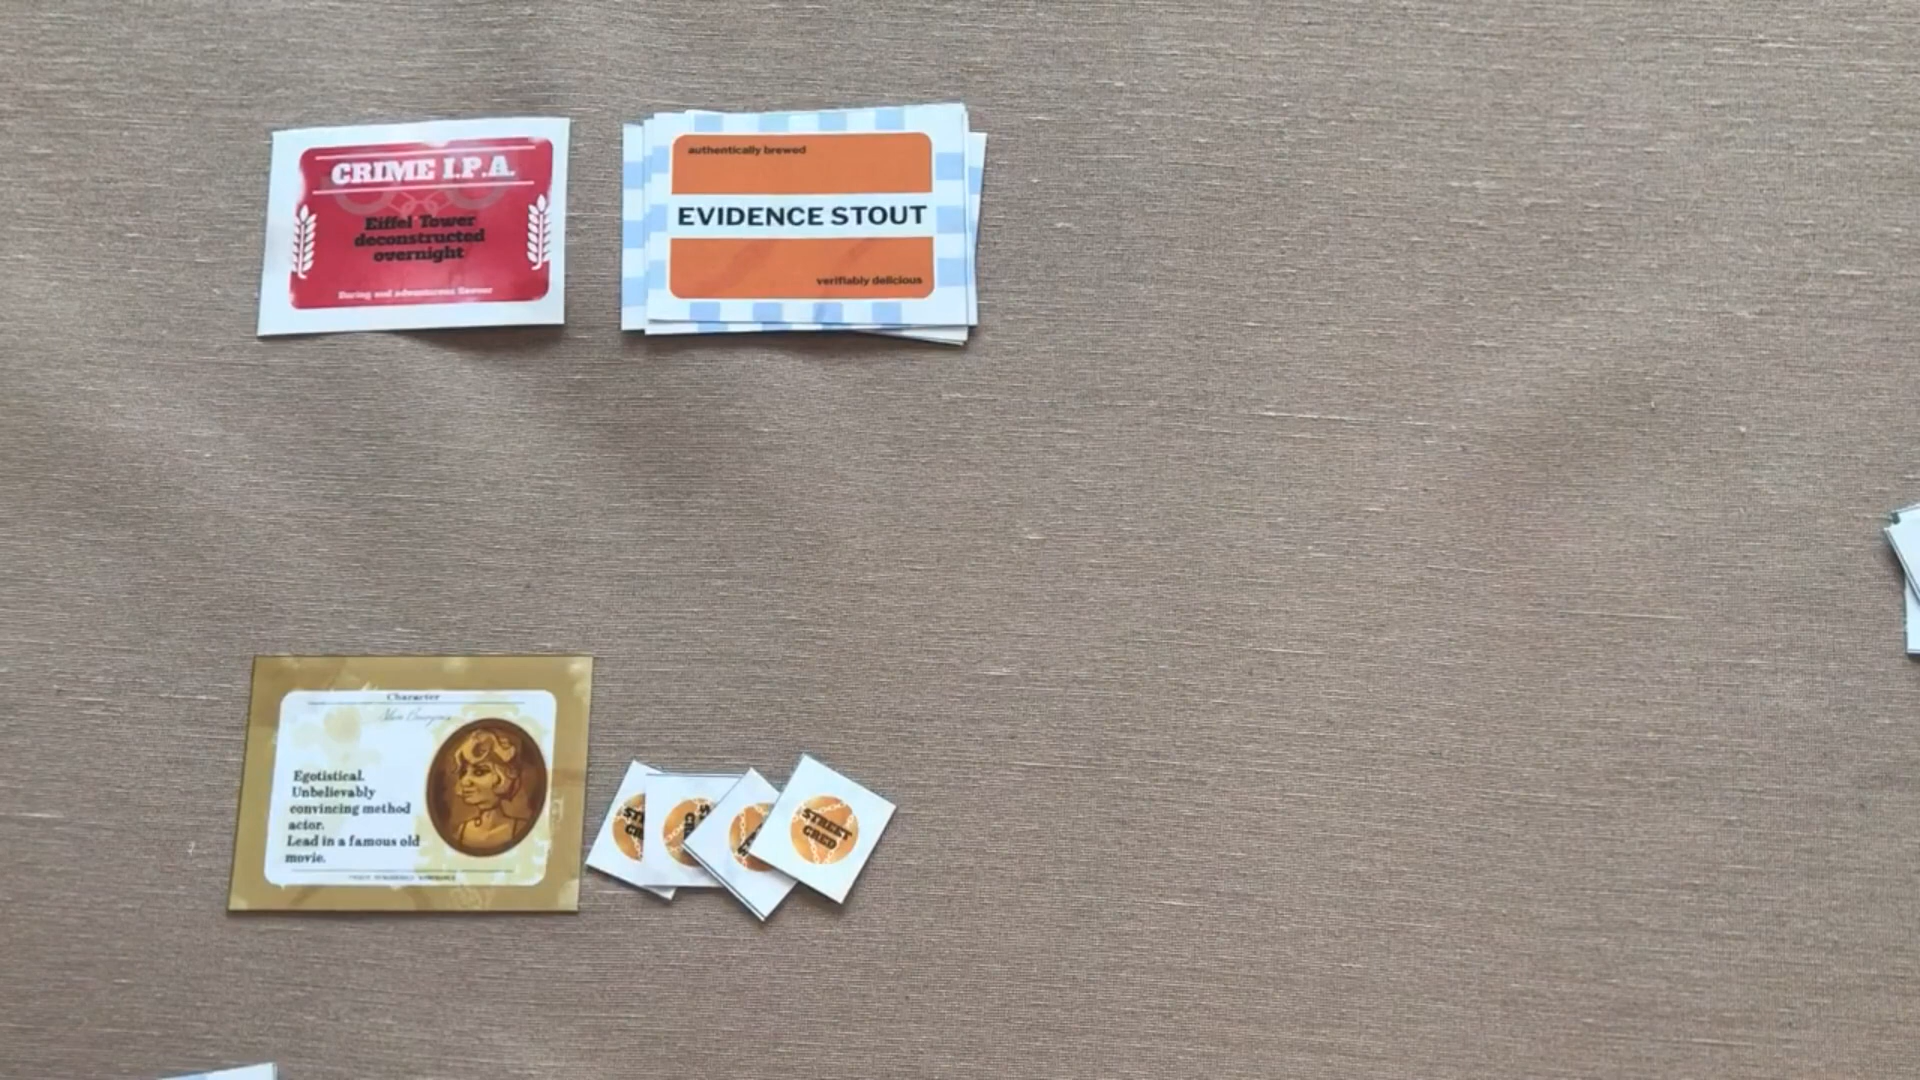 CRIME I.P.A.
Eiffel Tower
deconstructed
overnight
Daring and adventurous flavour
authentically brewed
EVIDENCE STOUT
verifiably delicious
Character
Egotistical.
Unbelievably
convincing method
actor.
Lead in a famous old
movie.
STREET
CRED